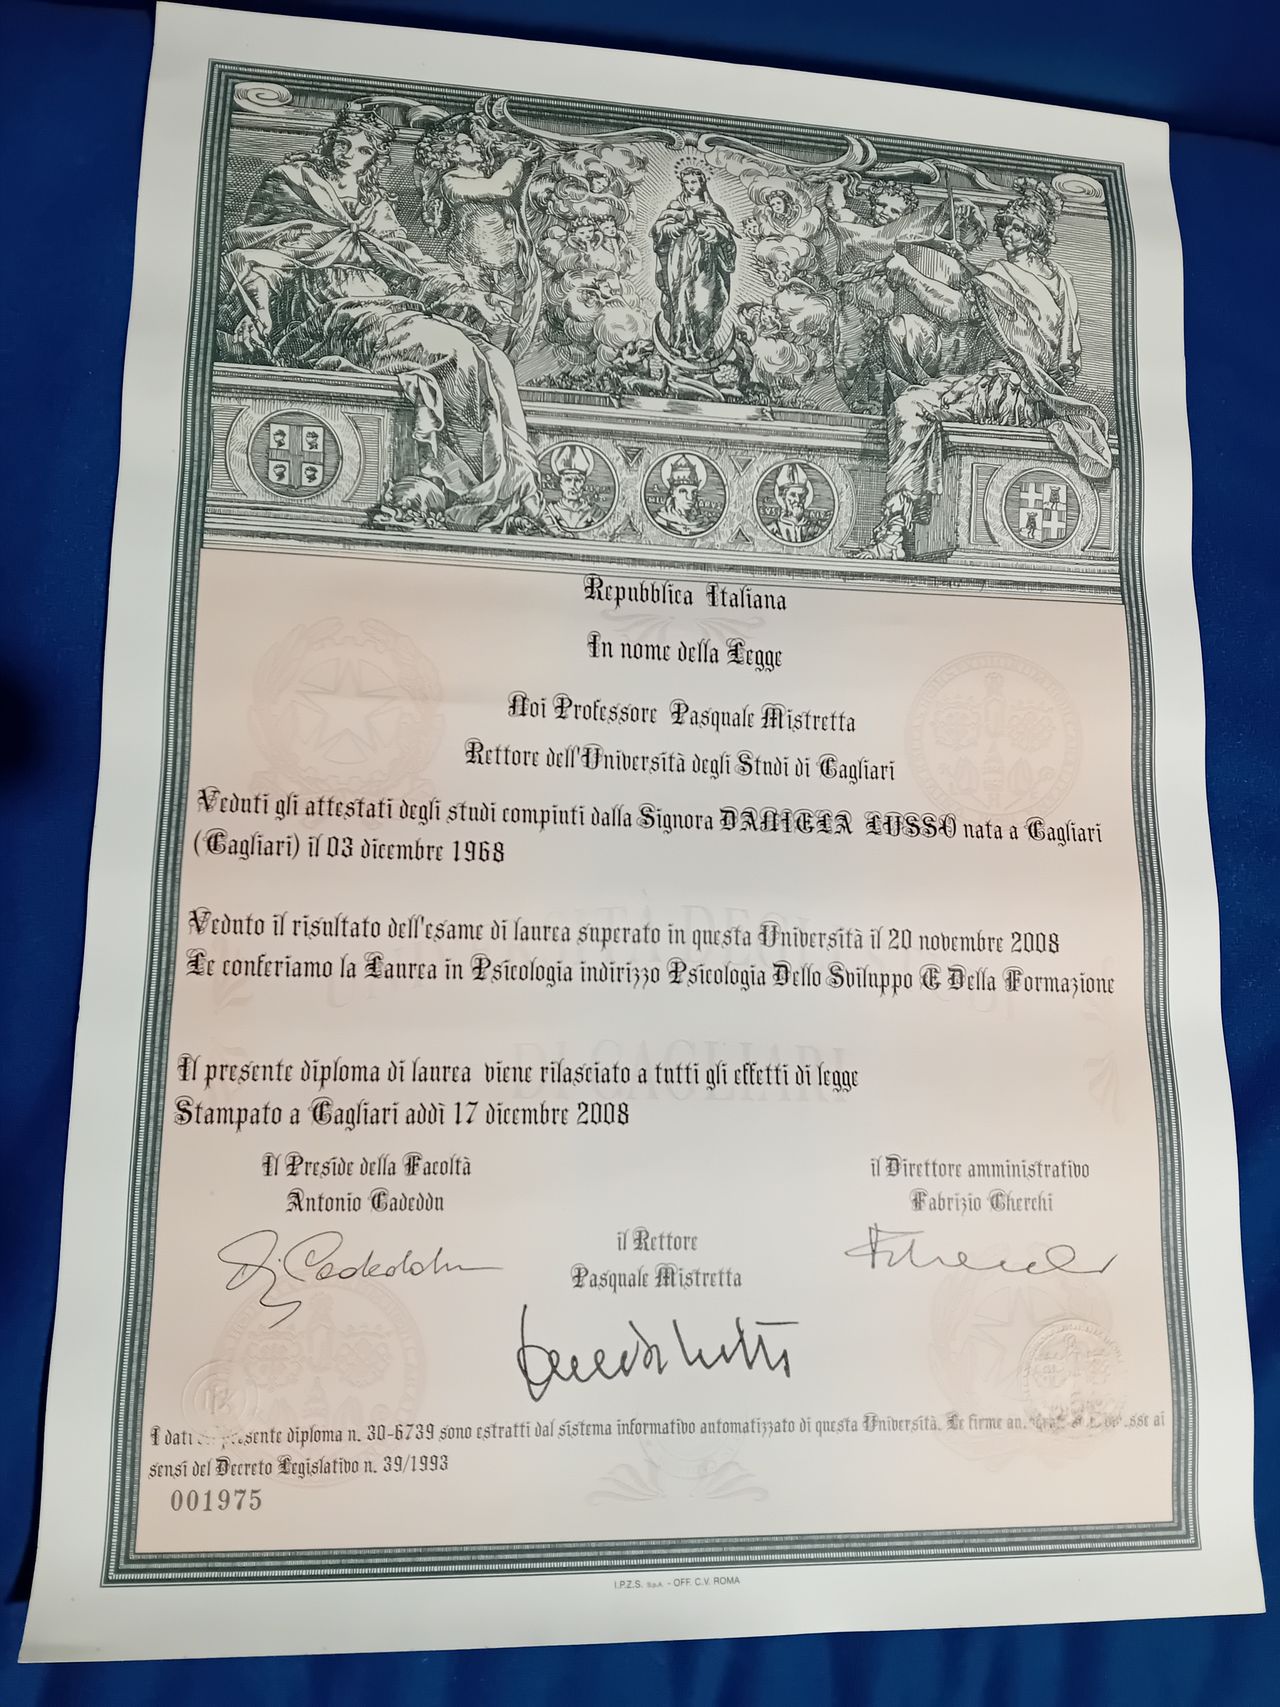 Repubblica Italiana
In nome della Legge
Noi Professore Pasquale Mistretta
Rettore dell'Università degli Studi di Cagliari
Veduti gli attestati degli studi compiuti dalla Signora DANIELA LUSSO nata a Cagliari
(Cagliari) il 03 dicembre 1968
Veduto il risultato dell'esame di laurea superato in questa Università il 20 novembre 2008
Le conferiamo la Laurea in Psicologia indirizzo Psicologia Dello Sviluppo E Della Formazione
Il presente diploma di laurea viene rilasciato a tutti gli effetti di legge
Stampato a Cagliari addì 17 dicembre 2008
Il Preside della Facoltà
Antonio Cadeddu
il Direttore amministrativo
Fabrizio Cherchi
il Rettore
Pasquale Mistretta
I dati presente diploma n. 30-6739 sono estratti dal sistema informativo automatizzato di questa Università. Le firme ai
sensi del Decreto Legislativo n. 39/1993
001975
I.P.Z.S. S.p.A. - OFF. C.V. ROMA